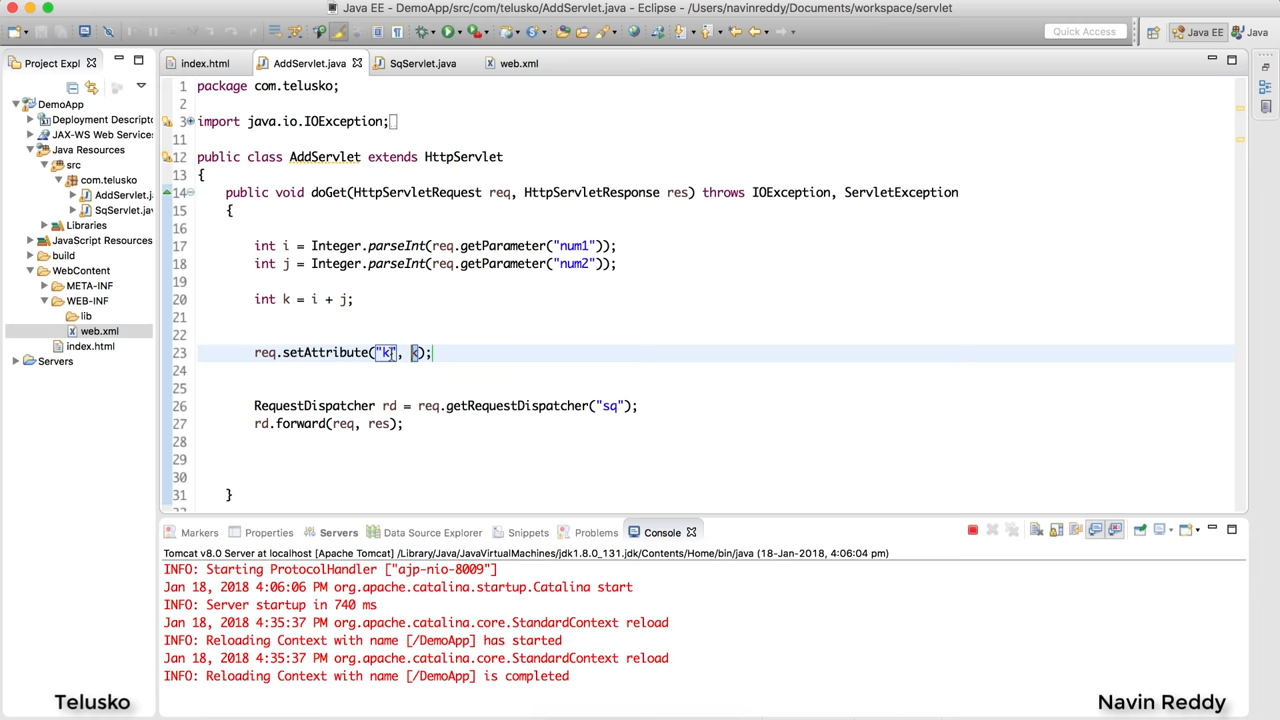 Java EE - DemoApp/src/com/telusko/AddServlet.java - Eclipse - /Users/navinreddy/Documents/workspace/servlet
Quick Access
Java EE
Java
Project Expl
index.html
AddServlet.java
SqServlet.java
web.xml
DemoApp
Deployment Descripto
JAX-WS Web Services
Java Resources
src
com.telusko
AddServlet.j
SqServlet.jav
Libraries
JavaScript Resources
build
WebContent
META-INF
WEB-INF
lib
web.xml
index.html
Servers
1 package com.telusko;
2
3 import java.io.IOException;
11
12 public class AddServlet extends HttpServlet
13 {
14 public void doGet(HttpServletRequest req, HttpServletResponse res) throws IOException, ServletException
15 {
16
17 int i = Integer.parseInt(req.getParameter("num1"));
18 int j = Integer.parseInt(req.getParameter("num2"));
19
20 int k = i + j;
21
22
23 req.setAttribute("k", k);
24
25
26 RequestDispatcher rd = req.getRequestDispatcher("sq");
27 rd.forward(req, res);
28
29
30
31 }
Markers
Properties
Servers
Data Source Explorer
Snippets
Problems
Console
Tomcat v8.0 Server at localhost [Apache Tomcat] /Library/Java/JavaVirtualMachines/jdk1.8.0_131.jdk/Contents/Home/bin/java (18-Jan-2018, 4:06:04 pm)
INFO: Starting ProtocolHandler ["ajp-nio-8009"]
Jan 18, 2018 4:06:06 PM org.apache.catalina.startup.Catalina start
INFO: Server startup in 740 ms
Jan 18, 2018 4:35:37 PM org.apache.catalina.core.StandardContext reload
INFO: Reloading Context with name [/DemoApp] has started
Jan 18, 2018 4:35:37 PM org.apache.catalina.core.StandardContext reload
INFO: Reloading Context with name [/DemoApp] is completed
Telusko
Navin Reddy